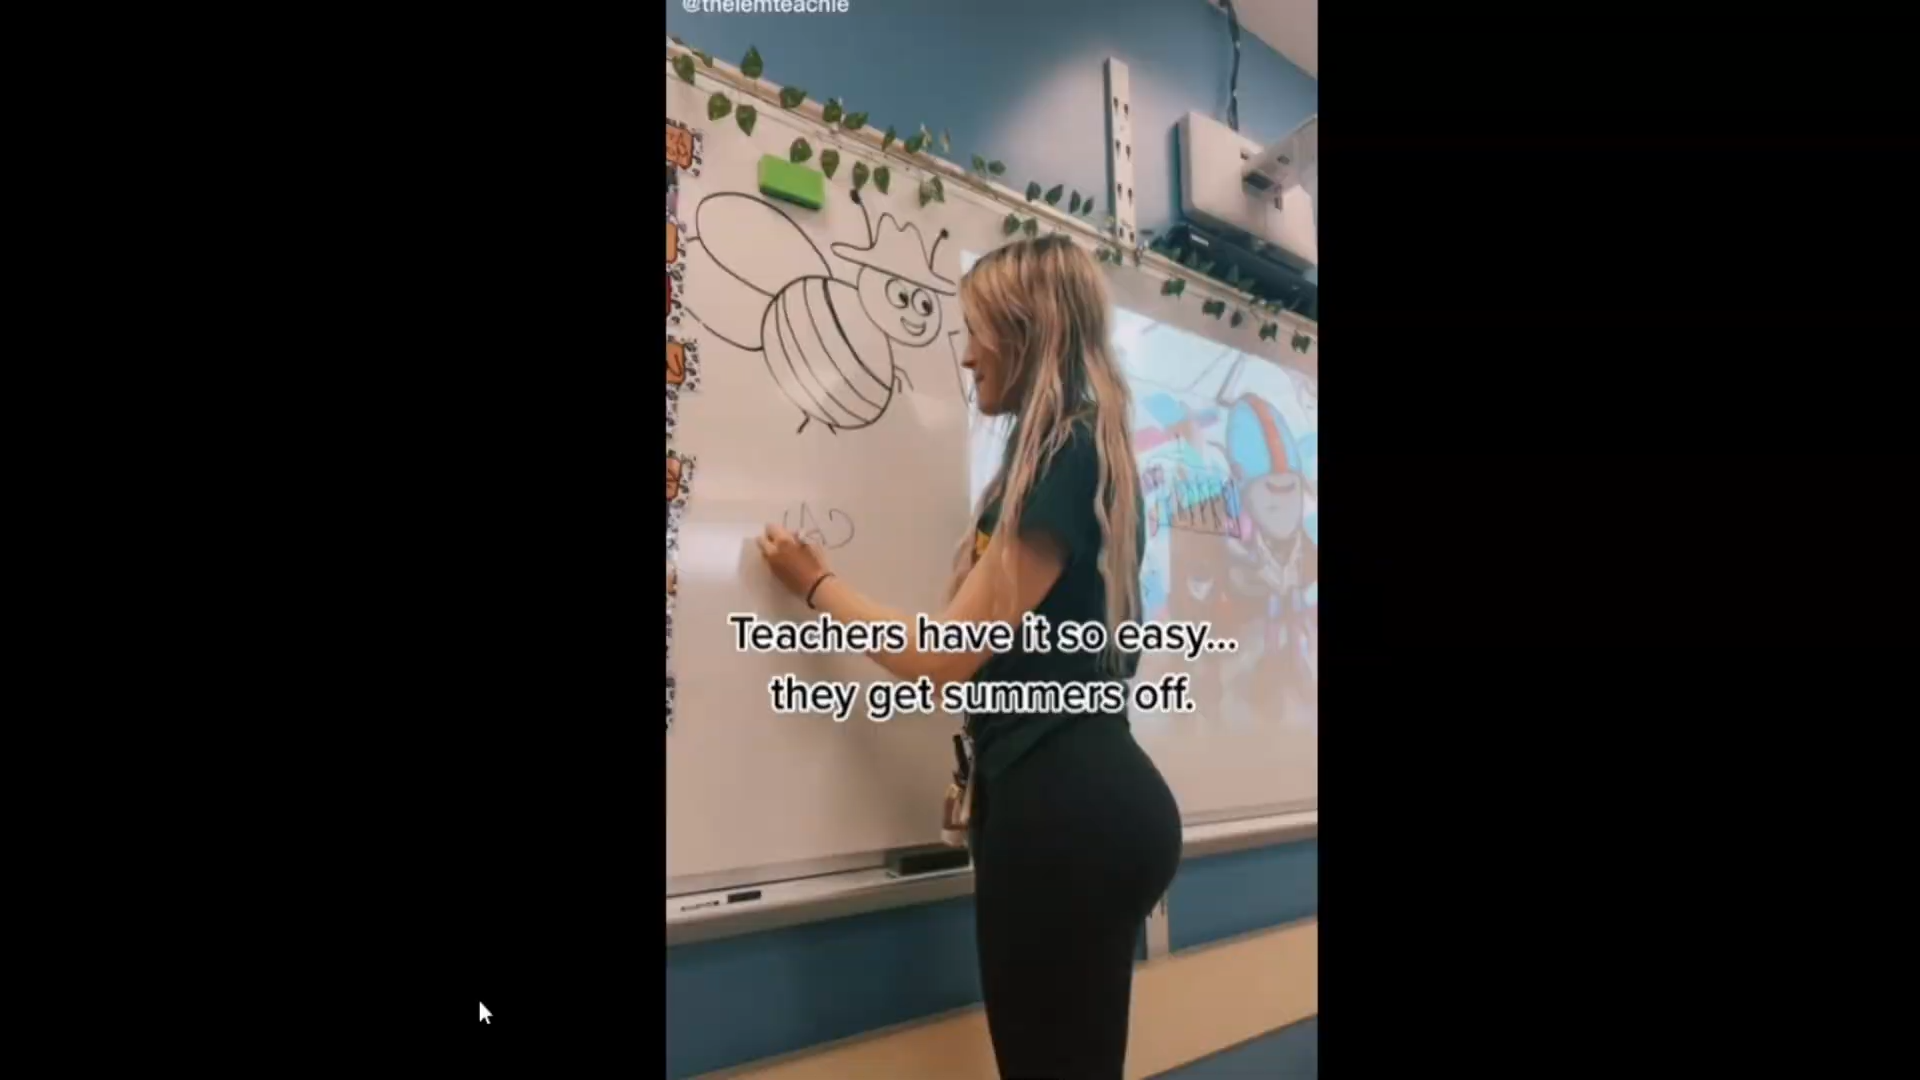 @thelemteachie
Teachers have it so easy...
they get summers off.